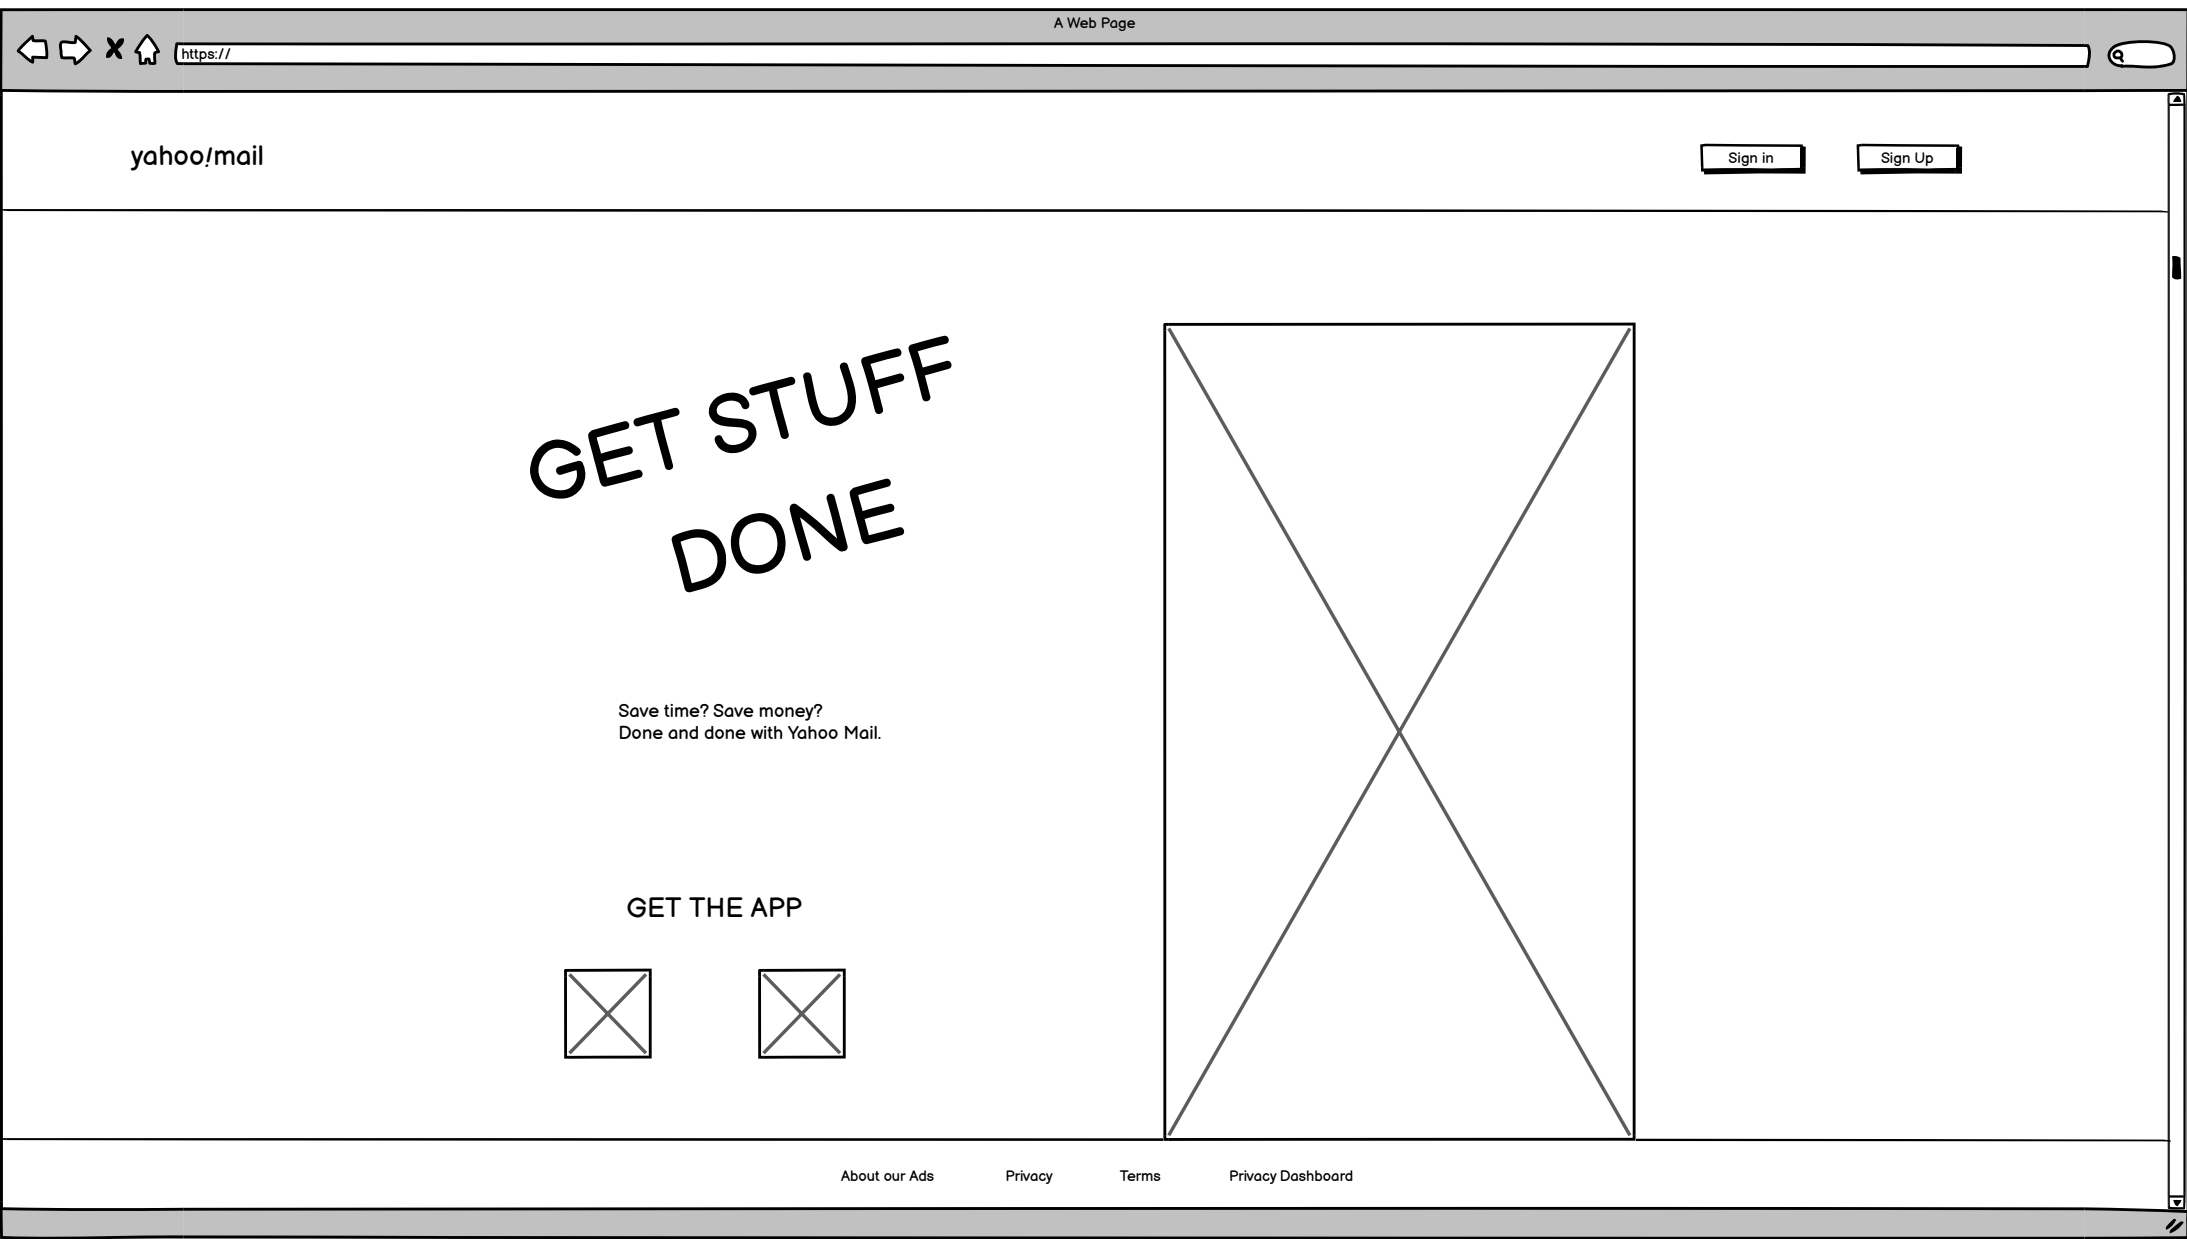 A Web Page
https://
yahoo!mail
Sign in
Sign Up
GET STUFF
DONE
Save time? Save money?
Done and done with Yahoo Mail.
GET THE APP
About our Ads
Privacy
Terms
Privacy Dashboard